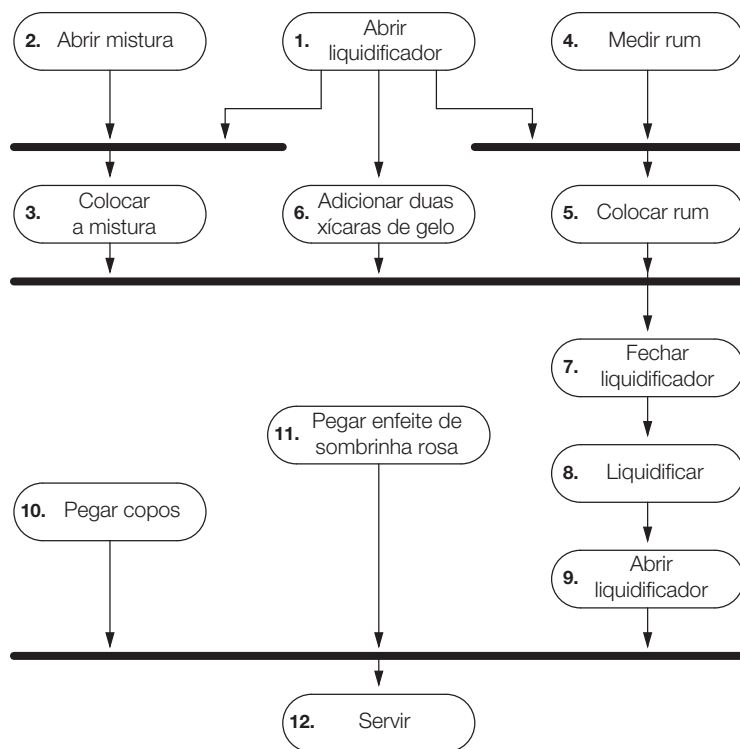 2. Abrir mistura
1. Abrir
liquidificador
4. Medir rum
3. Colocar
a mistura
6. Adicionar duas
xícaras de gelo
5. Colocar rum
7. Fechar
liquidificador
11. Pegar enfeite de
sombrinha rosa
8. Liquidificar
10. Pegar copos
9. Abrir
liquidificador
12. Servir